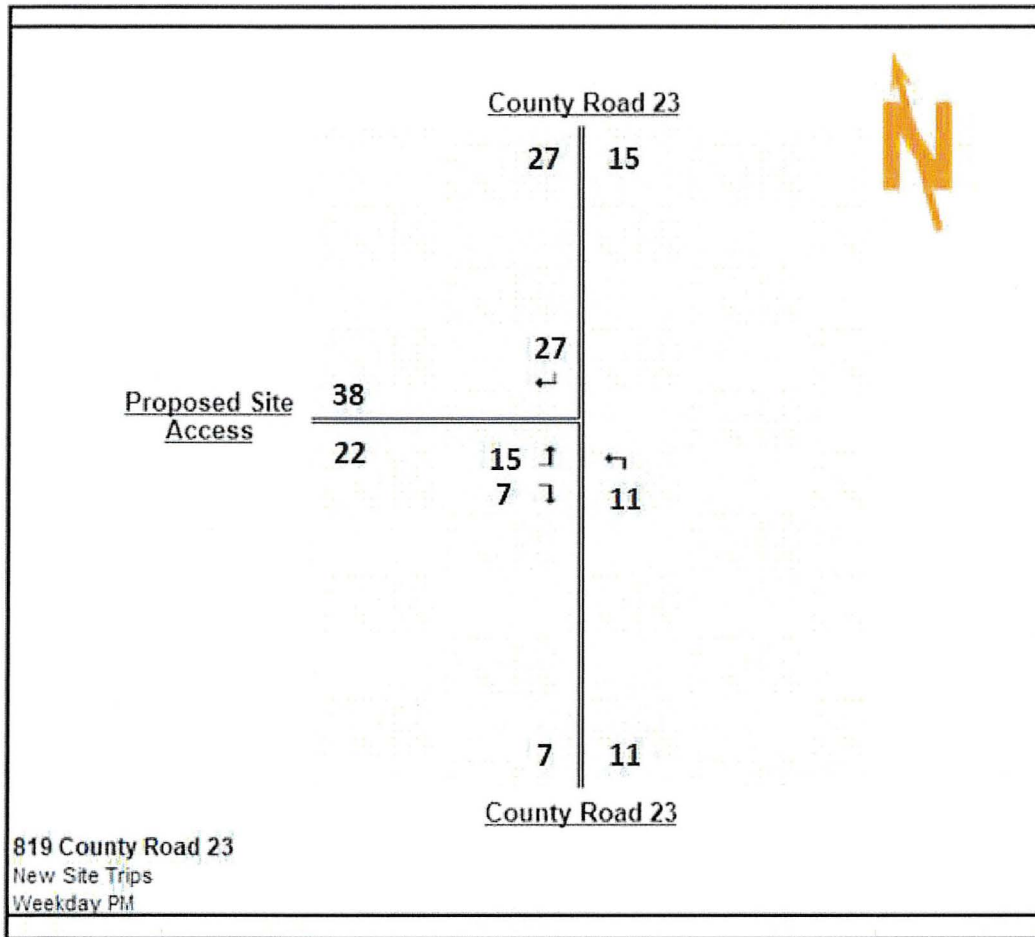 County Road 23
27 15
N
27
38
Proposed Site
Access
22
15
7
11
7 11
County Road 23
819 County Road 23
New Site Trips
Weekday PM